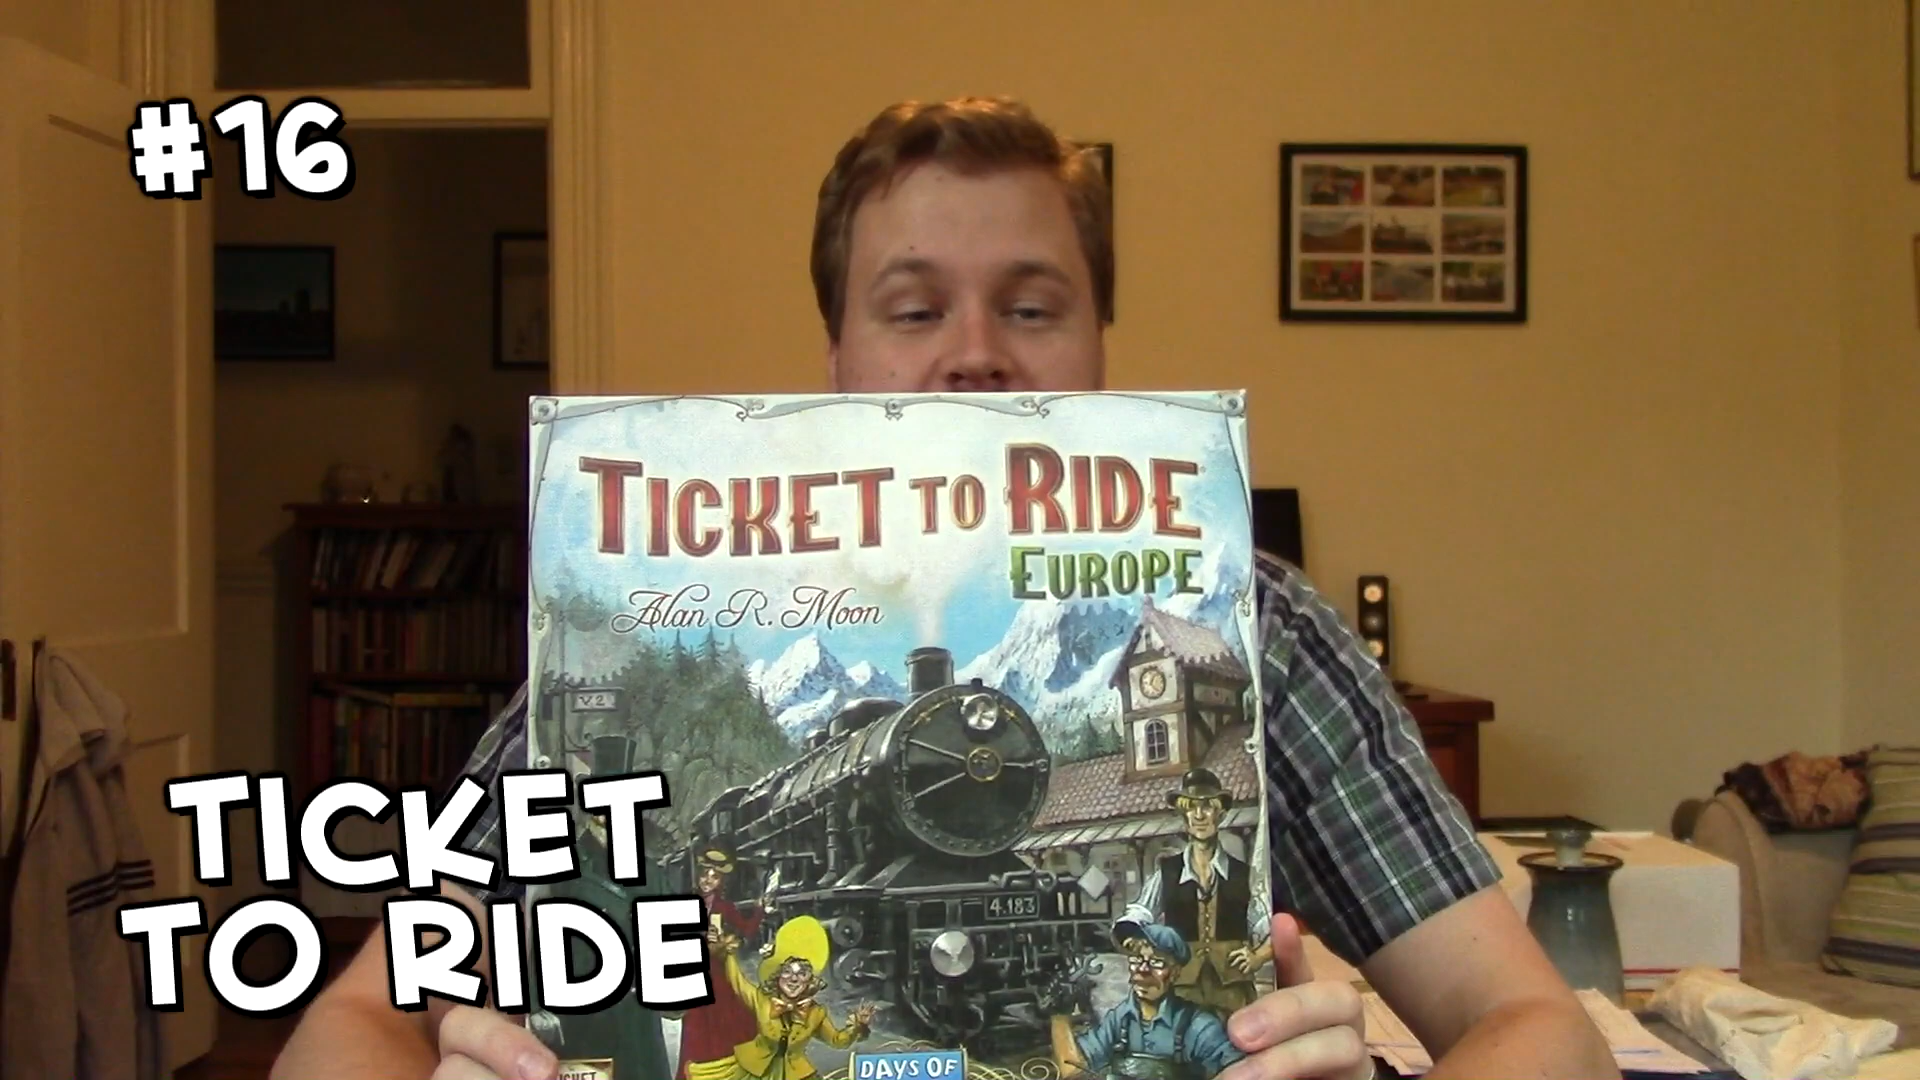 #16
TICKET TO RIDE
EUROPE
Alan R. Moon
V2
4.183
TICKET
TO RIDE
DAYS OF